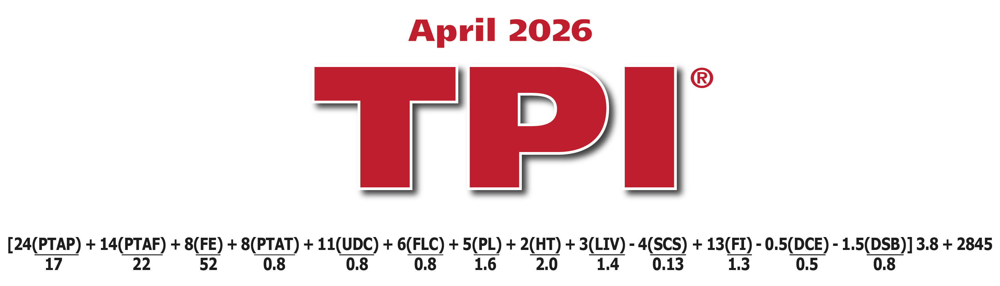 April 2026
TPI®
[24(PTAP) + 14(PTAF) + 8(FE) + 8(PTAT) + 11(UDC) + 6(FLC) + 5(PL) + 2(HT) + 3(LIV) - 4(SCS) + 13(FI) - 0.5(DCE) - 1.5(DSB)] 3.8 + 2845
17 22 52 0.8 0.8 0.8 1.6 2.0 1.4 0.13 1.3 0.5 0.8